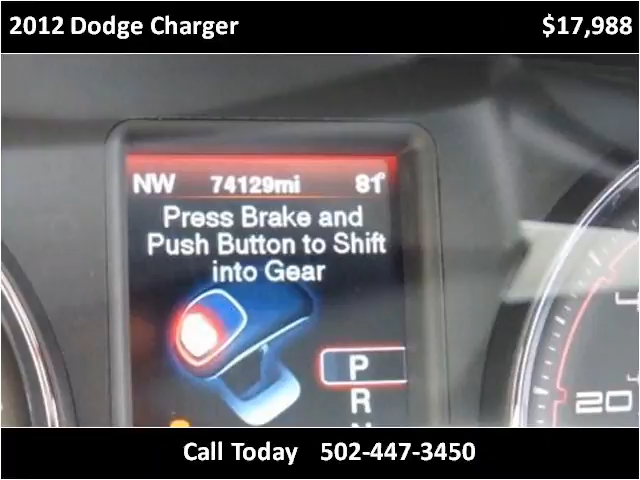 2012 Dodge Charger $17,988
NW 74129mi 81°
Press Brake and
Push Button to Shift
into Gear
P
R
20
Call Today 502-447-3450